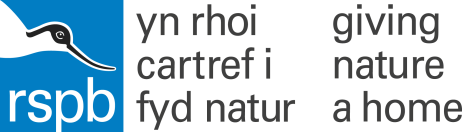 rspb
yn rhoi
cartref i
fyd natur
giving
nature
a home